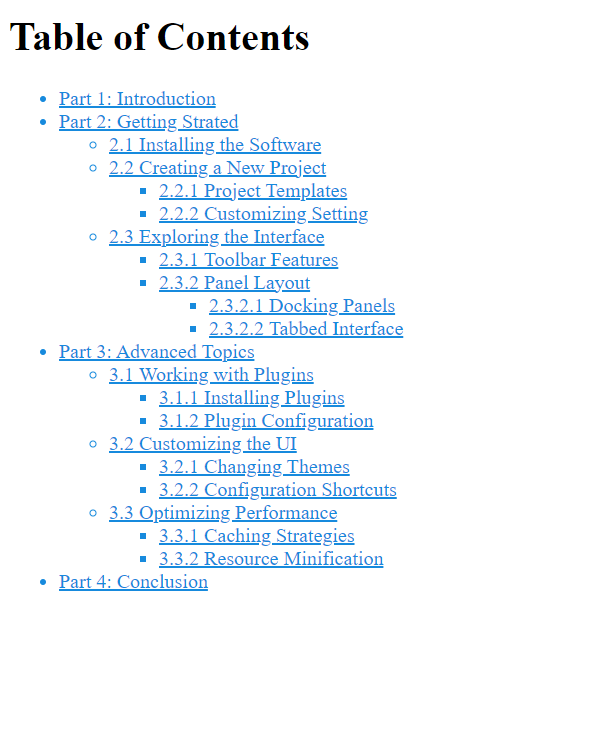 Table of Contents
Part 1: Introduction
Part 2: Getting Strated
2.1 Installing the Software
2.2 Creating a New Project
2.2.1 Project Templates
2.2.2 Customizing Setting
2.3 Exploring the Interface
2.3.1 Toolbar Features
2.3.2 Panel Layout
2.3.2.1 Docking Panels
2.3.2.2 Tabbed Interface
Part 3: Advanced Topics
3.1 Working with Plugins
3.1.1 Installing Plugins
3.1.2 Plugin Configuration
3.2 Customizing the UI
3.2.1 Changing Themes
3.2.2 Configuration Shortcuts
3.3 Optimizing Performance
3.3.1 Caching Strategies
3.3.2 Resource Minification
Part 4: Conclusion